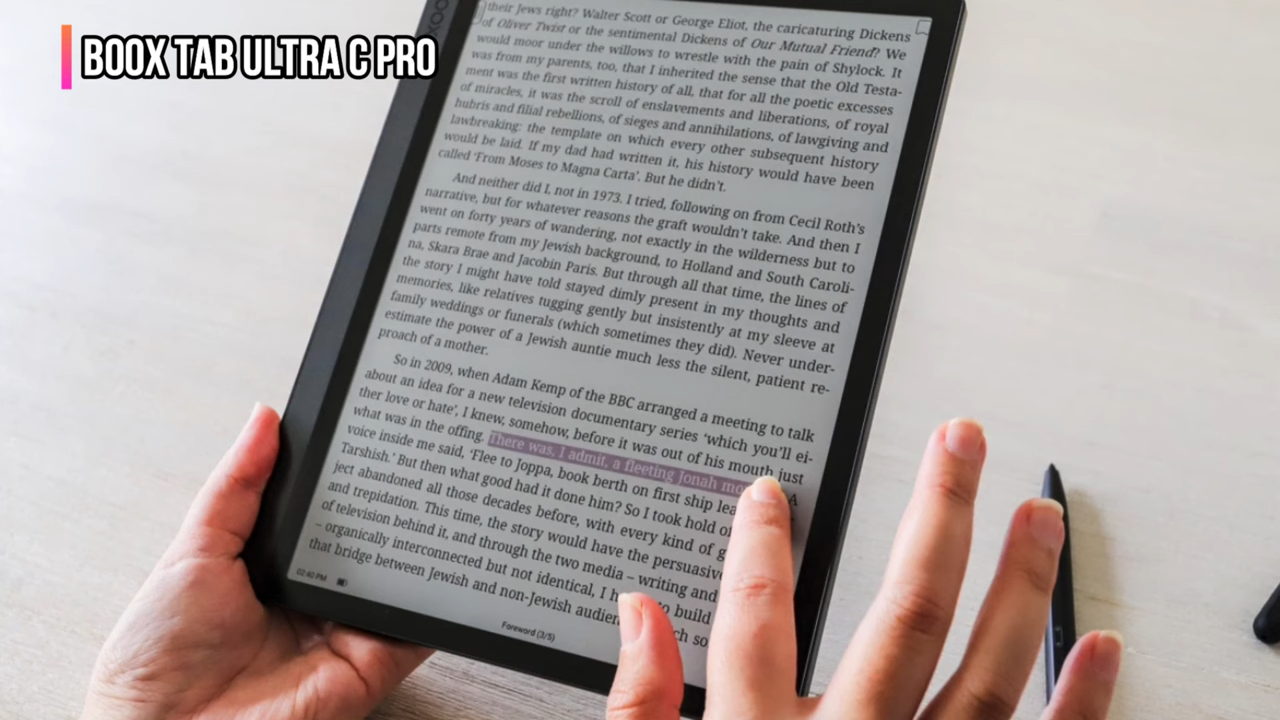 BOOX TAB ULTRA C PRO
BOOX
their Jews right? Walter Scott or George Eliot, the caricaturing Dickens
of Oliver Twist or the sentimental Dickens of Our Mutual Friend? We
would moor under the willows to wrestle with the pain of Shylock. It
was from my parents, too, that I inherited the sense that the Old Testa-
ment was the first written history of all, that for all the poetic excesses
of miracles, it was the scroll of enslavements and liberations, of royal
hubris and filial rebellions, of sieges and annihilations, of lawgiving and
lawbreaking: the template on which every other subsequent history
would be laid. If my dad had written it, his history would have been
called ‘From Moses to Magna Carta’. But he didn’t.
And neither did I, not in 1973. I tried, following on from Cecil Roth’s
narrative, but for whatever reasons the graft wouldn’t take. And then I
went on forty years of wandering, not exactly in the wilderness but to
parts remote from my Jewish background, to Holland and South Caroli-
na, Skara Brae and Jacobin Paris. But through all that time, the lines of
the story I might have told stayed dimly present in my thoughts and
memories, like relatives tugging gently but insistently at my sleeve at
family weddings or funerals (which sometimes they did). Never under-
estimate the power of a Jewish auntie much less the silent, patient re-
proach of a mother.
So in 2009, when Adam Kemp of the BBC arranged a meeting to talk
about an idea for a new television documentary series ‘which you’ll ei-
ther love or hate’, I knew, somehow, before it was out of his mouth just
what was in the offing. There was, I admit, a fleeting Jonah mo A
voice inside me said, ‘Flee to Joppa, book berth on first ship lea
Tarshish.’ But then what good had it done him? So I took hold o
ject abandoned all those decades before, with every kind of g
and trepidation. This time, the story would have the persuasive
of television behind it, and through the two media – writing and
– organically interconnected but not identical, I h to build
that bridge between Jewish and non-Jewish audien ch so
02:40 PM
Foreword (3/5)